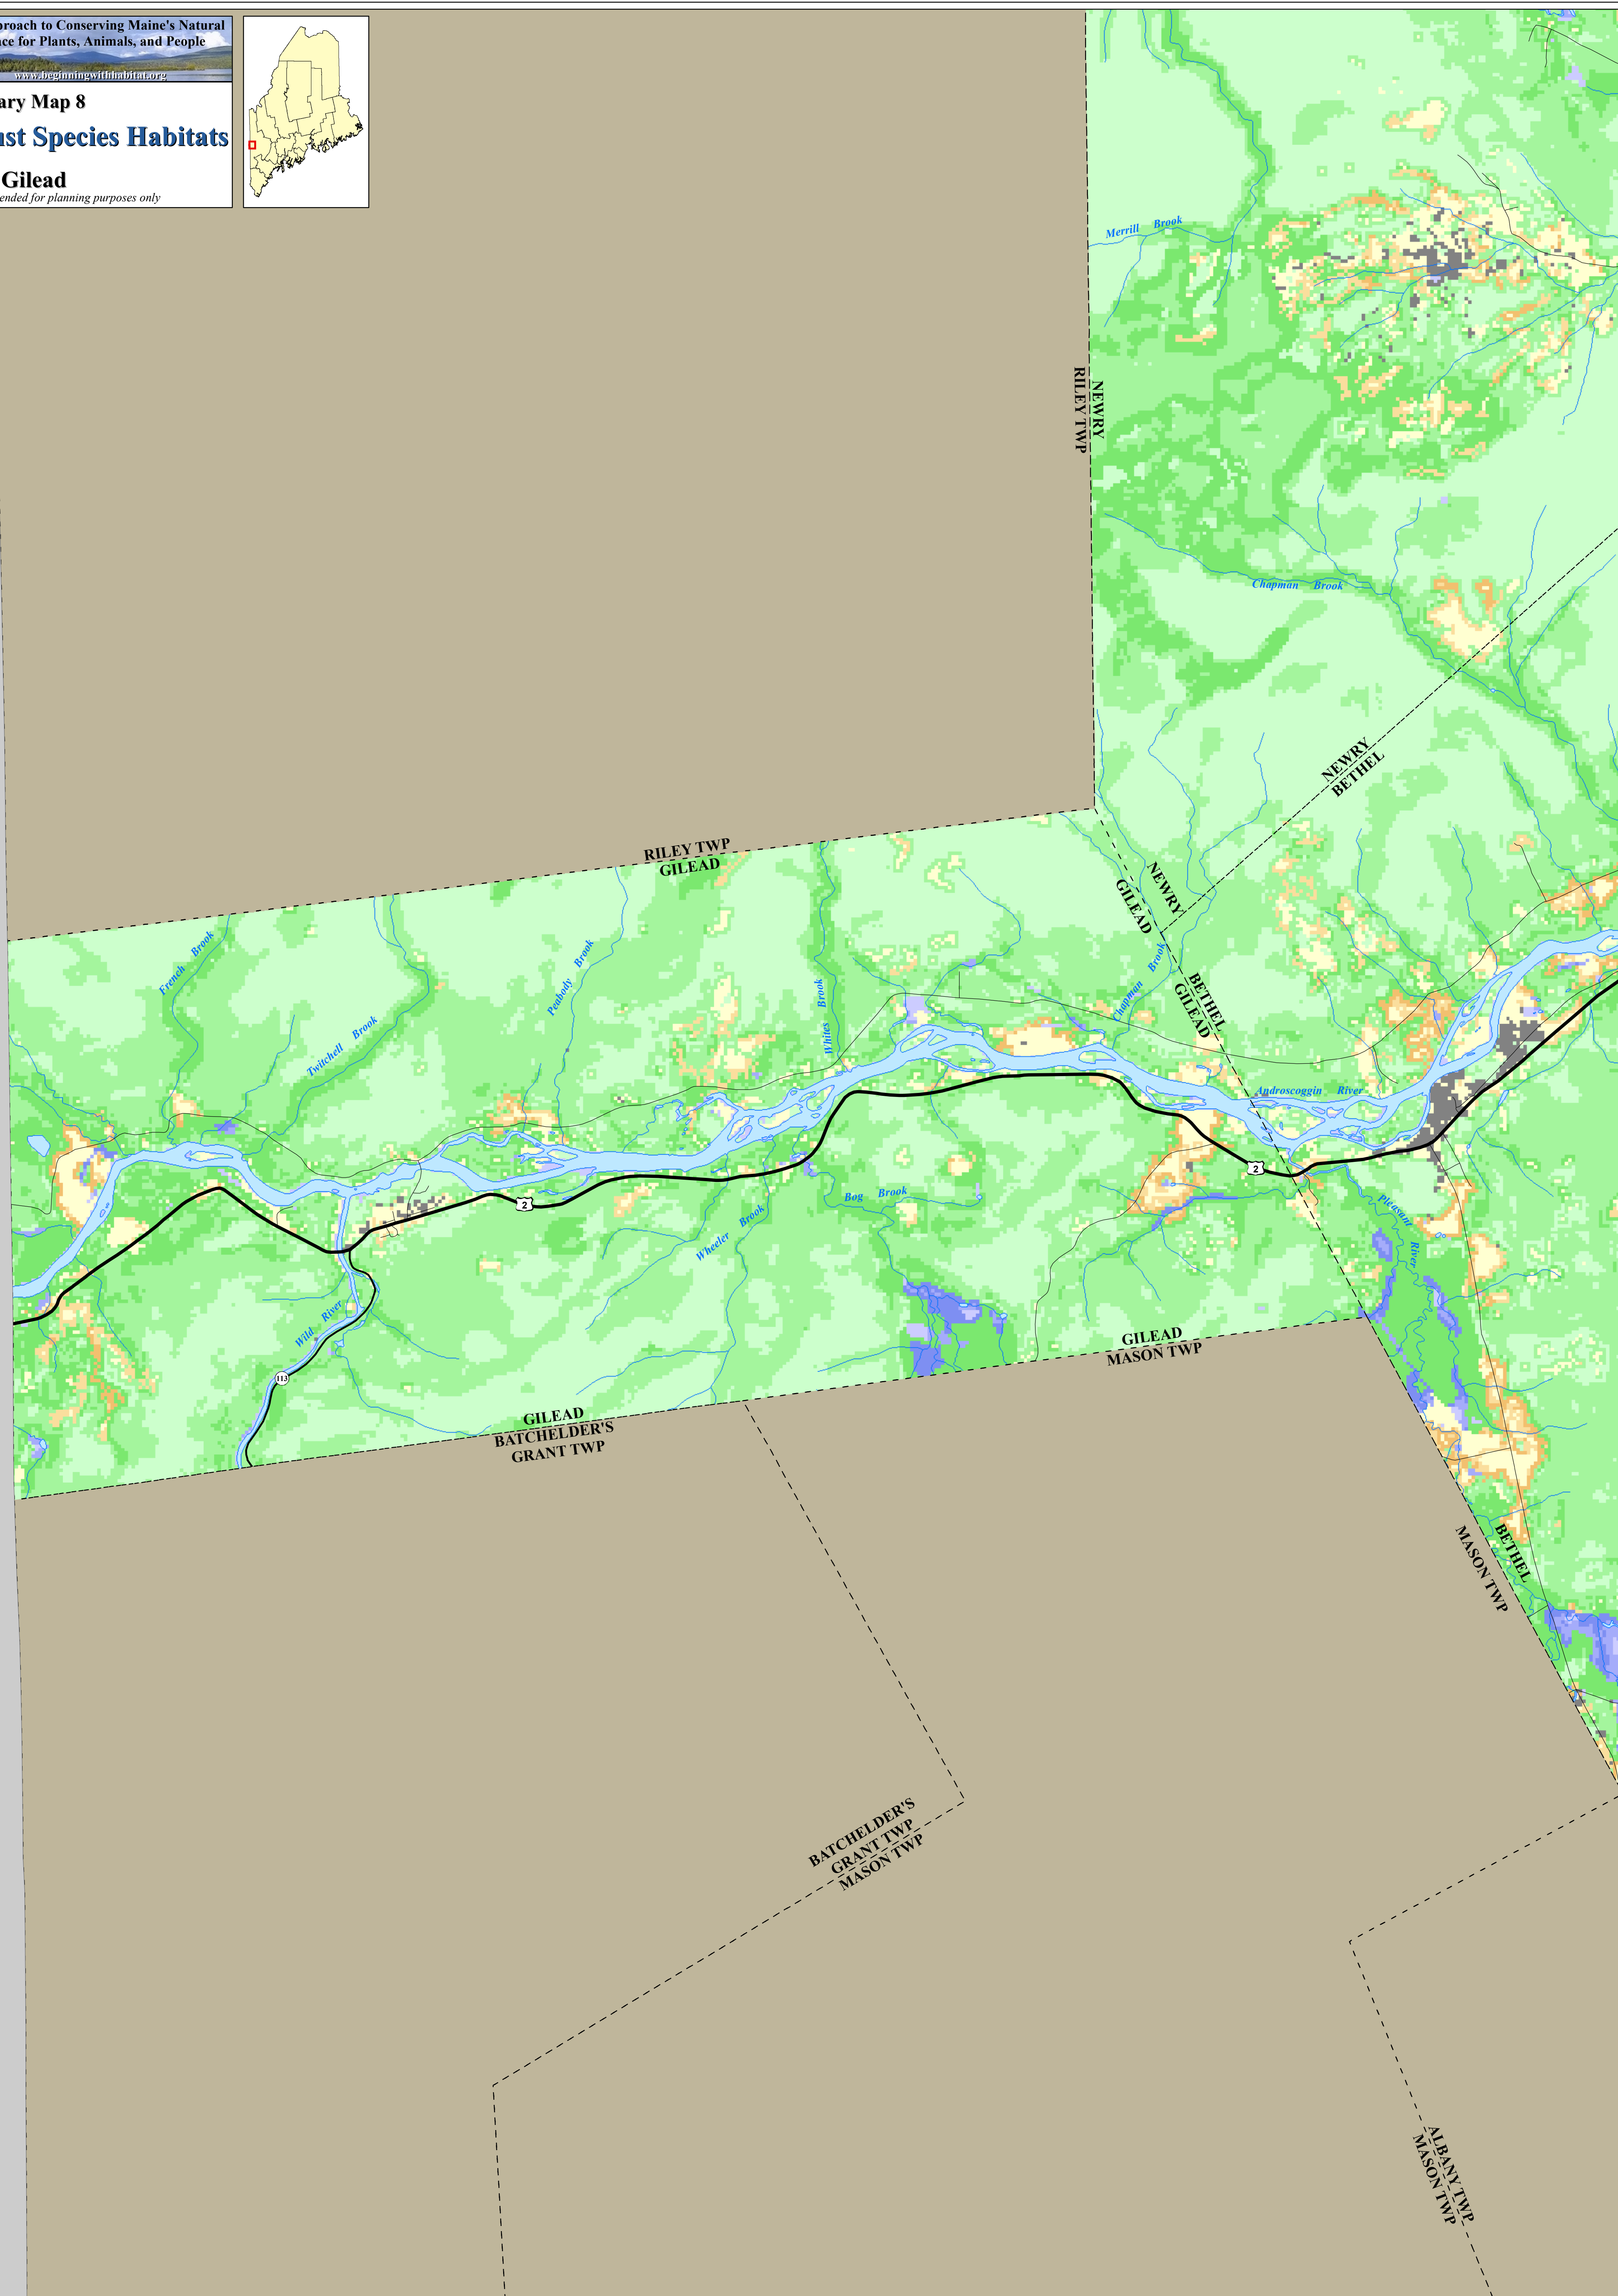 proach to Conserving Maine's Natural
ce for Plants, Animals, and People
www.beginningwithhabitat.org
ary Map 8
ust Species Habitats
Gilead
ended for planning purposes only
Merrill Brook
RILEY TWP
NEWRY
Chapman Brook
NEWRY
BETHEL
RILEY TWP
GILEAD
NEWRY
GILEAD
French Brook
Twitchell Brook
Peabody Brook
Whites Brook
Chapman Brook
BETHEL
GILEAD
Androscoggin River
2
2
Bog Brook
Pleasant River
Wheeler Brook
Wild River
113
GILEAD
MASON TWP
GILEAD
BATCHELDER'S
GRANT TWP
BETHEL
MASON TWP
BATCHELDER'S
GRANT TWP
MASON TWP
ALBANY TWP
MASON TWP